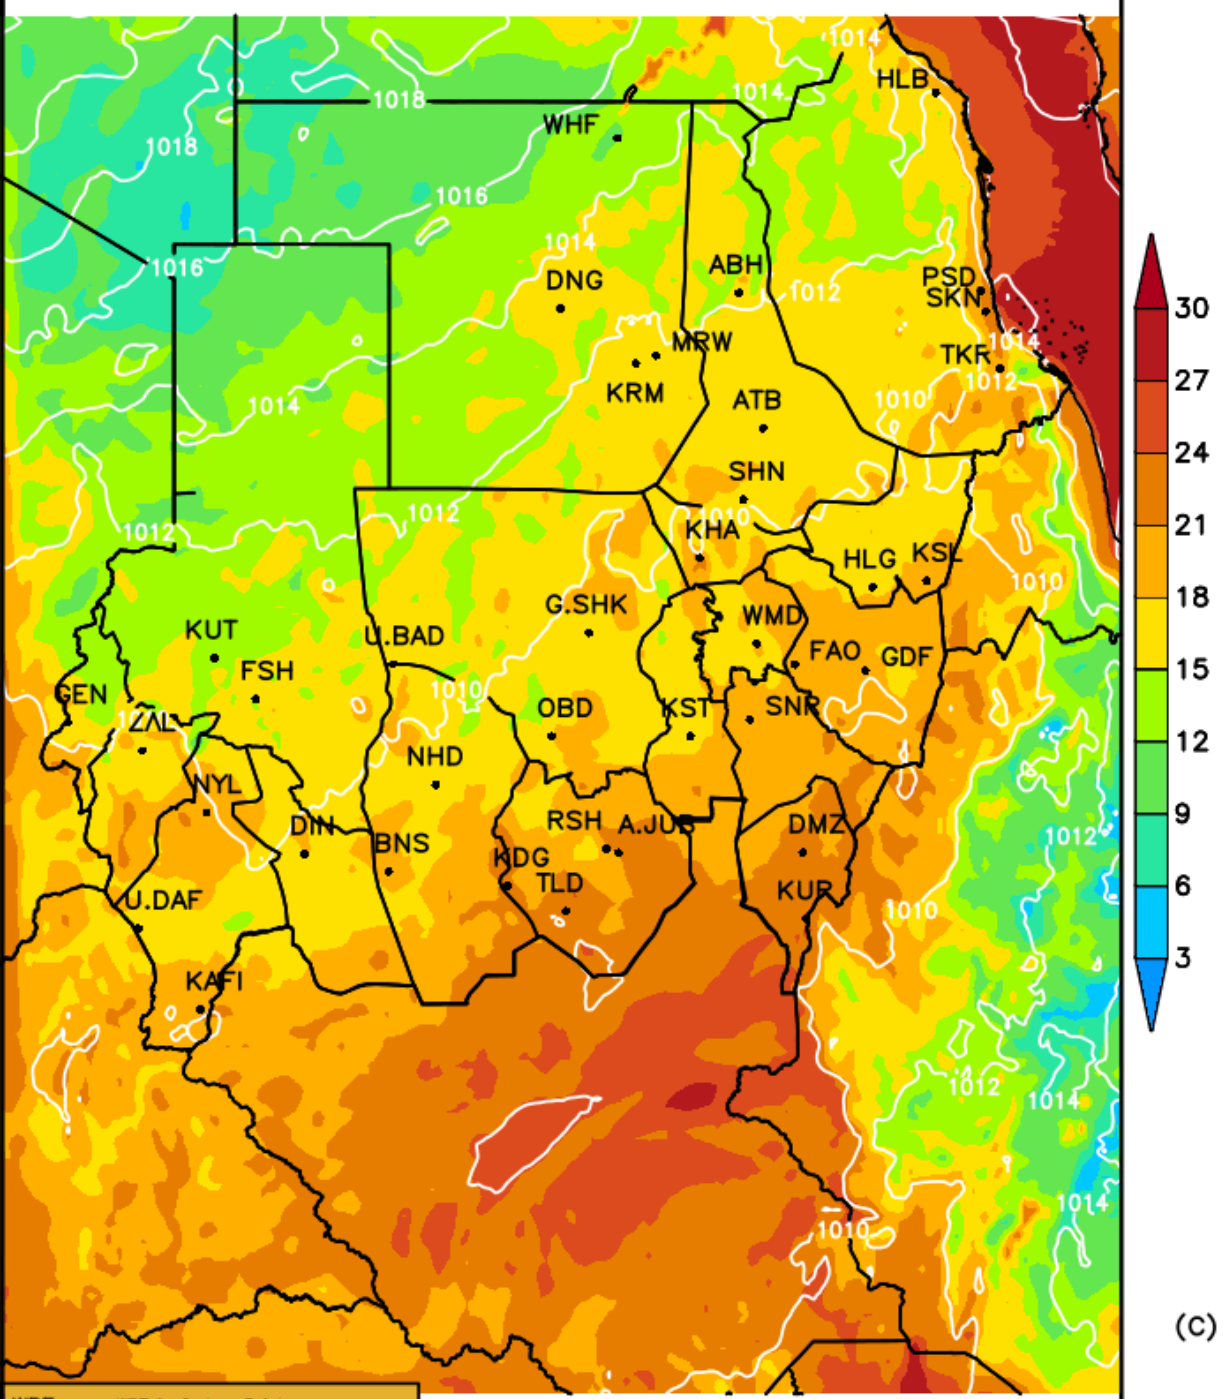 1014
HLB
1018
1014
WHF
1018
1016
1014
1016
ABH
DNG
1012
PSD
SKN
30
MRW
1014
TKR
27
1012
KRM
ATB
1010
1014
24
SHN
1012
1010
21
1012
KHA
HLG
KSL
1010
18
G.SHK
WMD
KUT
U.BAD
FAO
GDF
FSH
15
GEN
1010
OBD
KST
SNR
ZAL
12
NHD
NYL
9
RSH
A.JUB
DMZ
DIN
1012
BNS
KDG
TLD
6
KUR
U.DAF
1010
3
KAFI
1012
1014
1014
1010
(C)